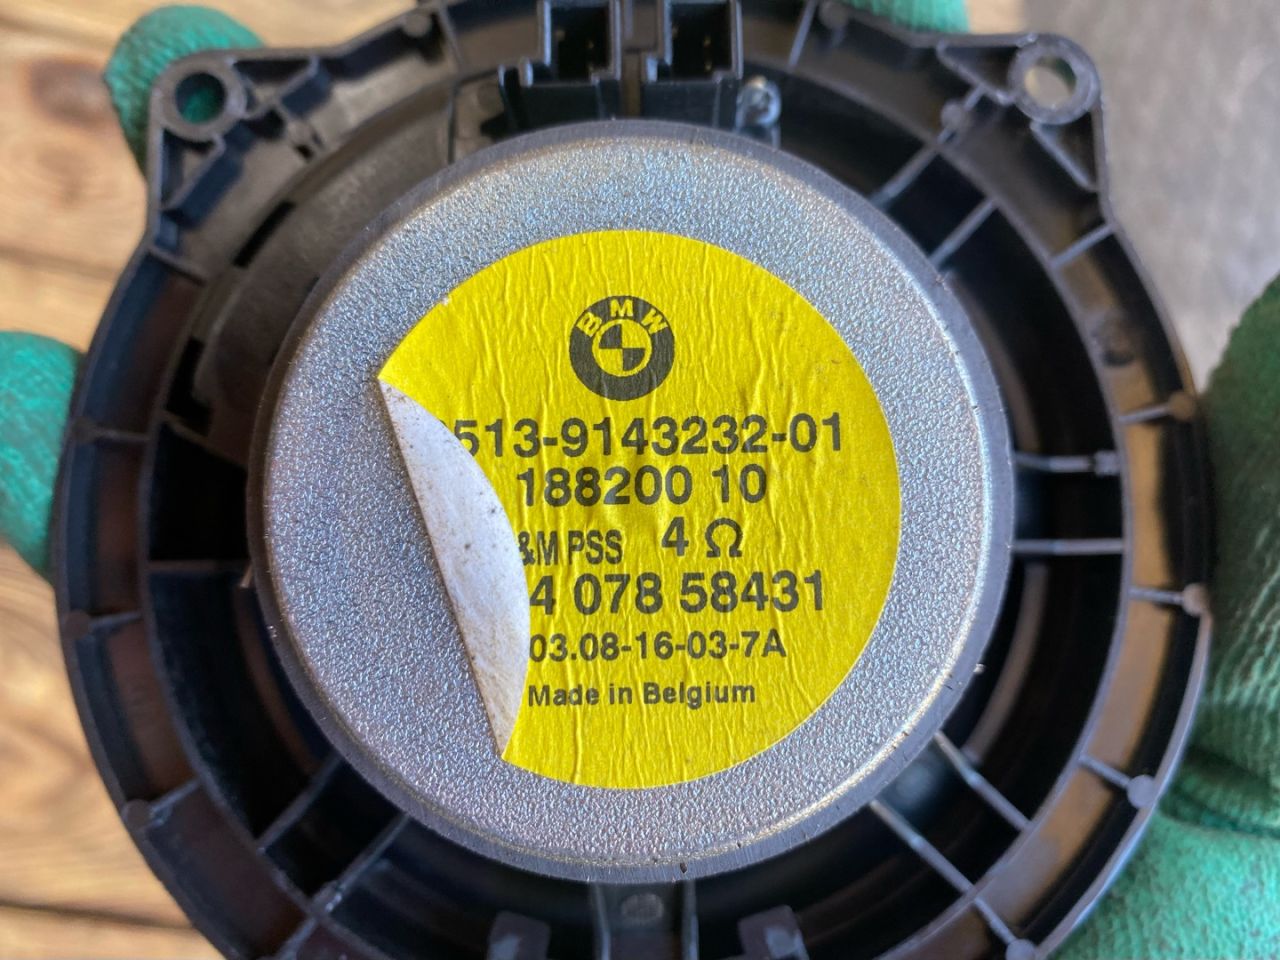 BMW
513-9143232-01
188200 10
&M PSS 4 Ω
4 078 58431
03.08-16-03-7A
Made in Belgium